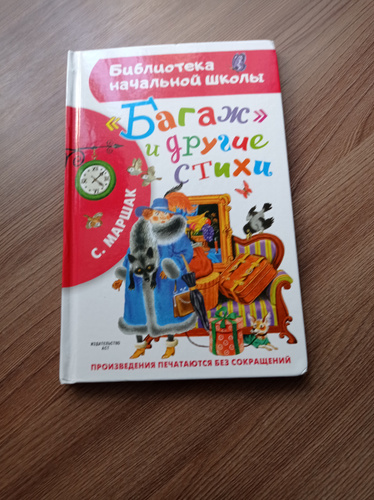 Библиотека
начальной школы
«Багаж»
и другие
стихи
С. МАРШАК
ИЗДАТЕЛЬСТВО
АСТ
ПРОИЗВЕДЕНИЯ ПЕЧАТАЮТСЯ БЕЗ СОКРАЩЕНИЙ